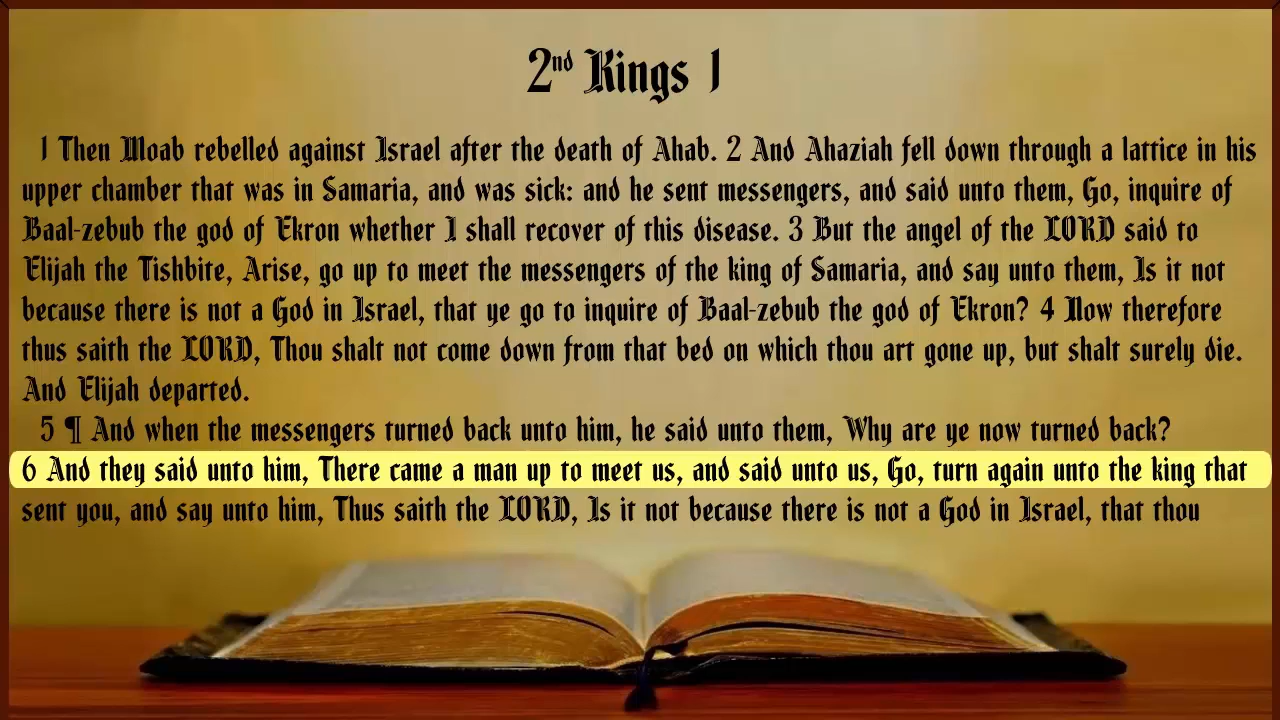 2nd Kings 1
1 Then Moab rebelled against Israel after the death of Ahab. 2 And Ahaziah fell down through a lattice in his
upper chamber that was in Samaria, and was sick: and he sent messengers, and said unto them, Go, inquire of
Baal-zebub the god of Ekron whether I shall recover of this disease. 3 But the angel of the LORD said to
Elijah the Tishbite, Arise, go up to meet the messengers of the king of Samaria, and say unto them, Is it not
because there is not a God in Israel, that ye go to inquire of Baal-zebub the god of Ekron? 4 Now therefore
thus saith the LORD, Thou shalt not come down from that bed on which thou art gone up, but shalt surely die.
And Elijah departed.
5 ¶ And when the messengers turned back unto him, he said unto them, Why are ye now turned back?
6 And they said unto him, There came a man up to meet us, and said unto us, Go, turn again unto the king that
sent you, and say unto him, Thus saith the LORD, Is it not because there is not a God in Israel, that thou